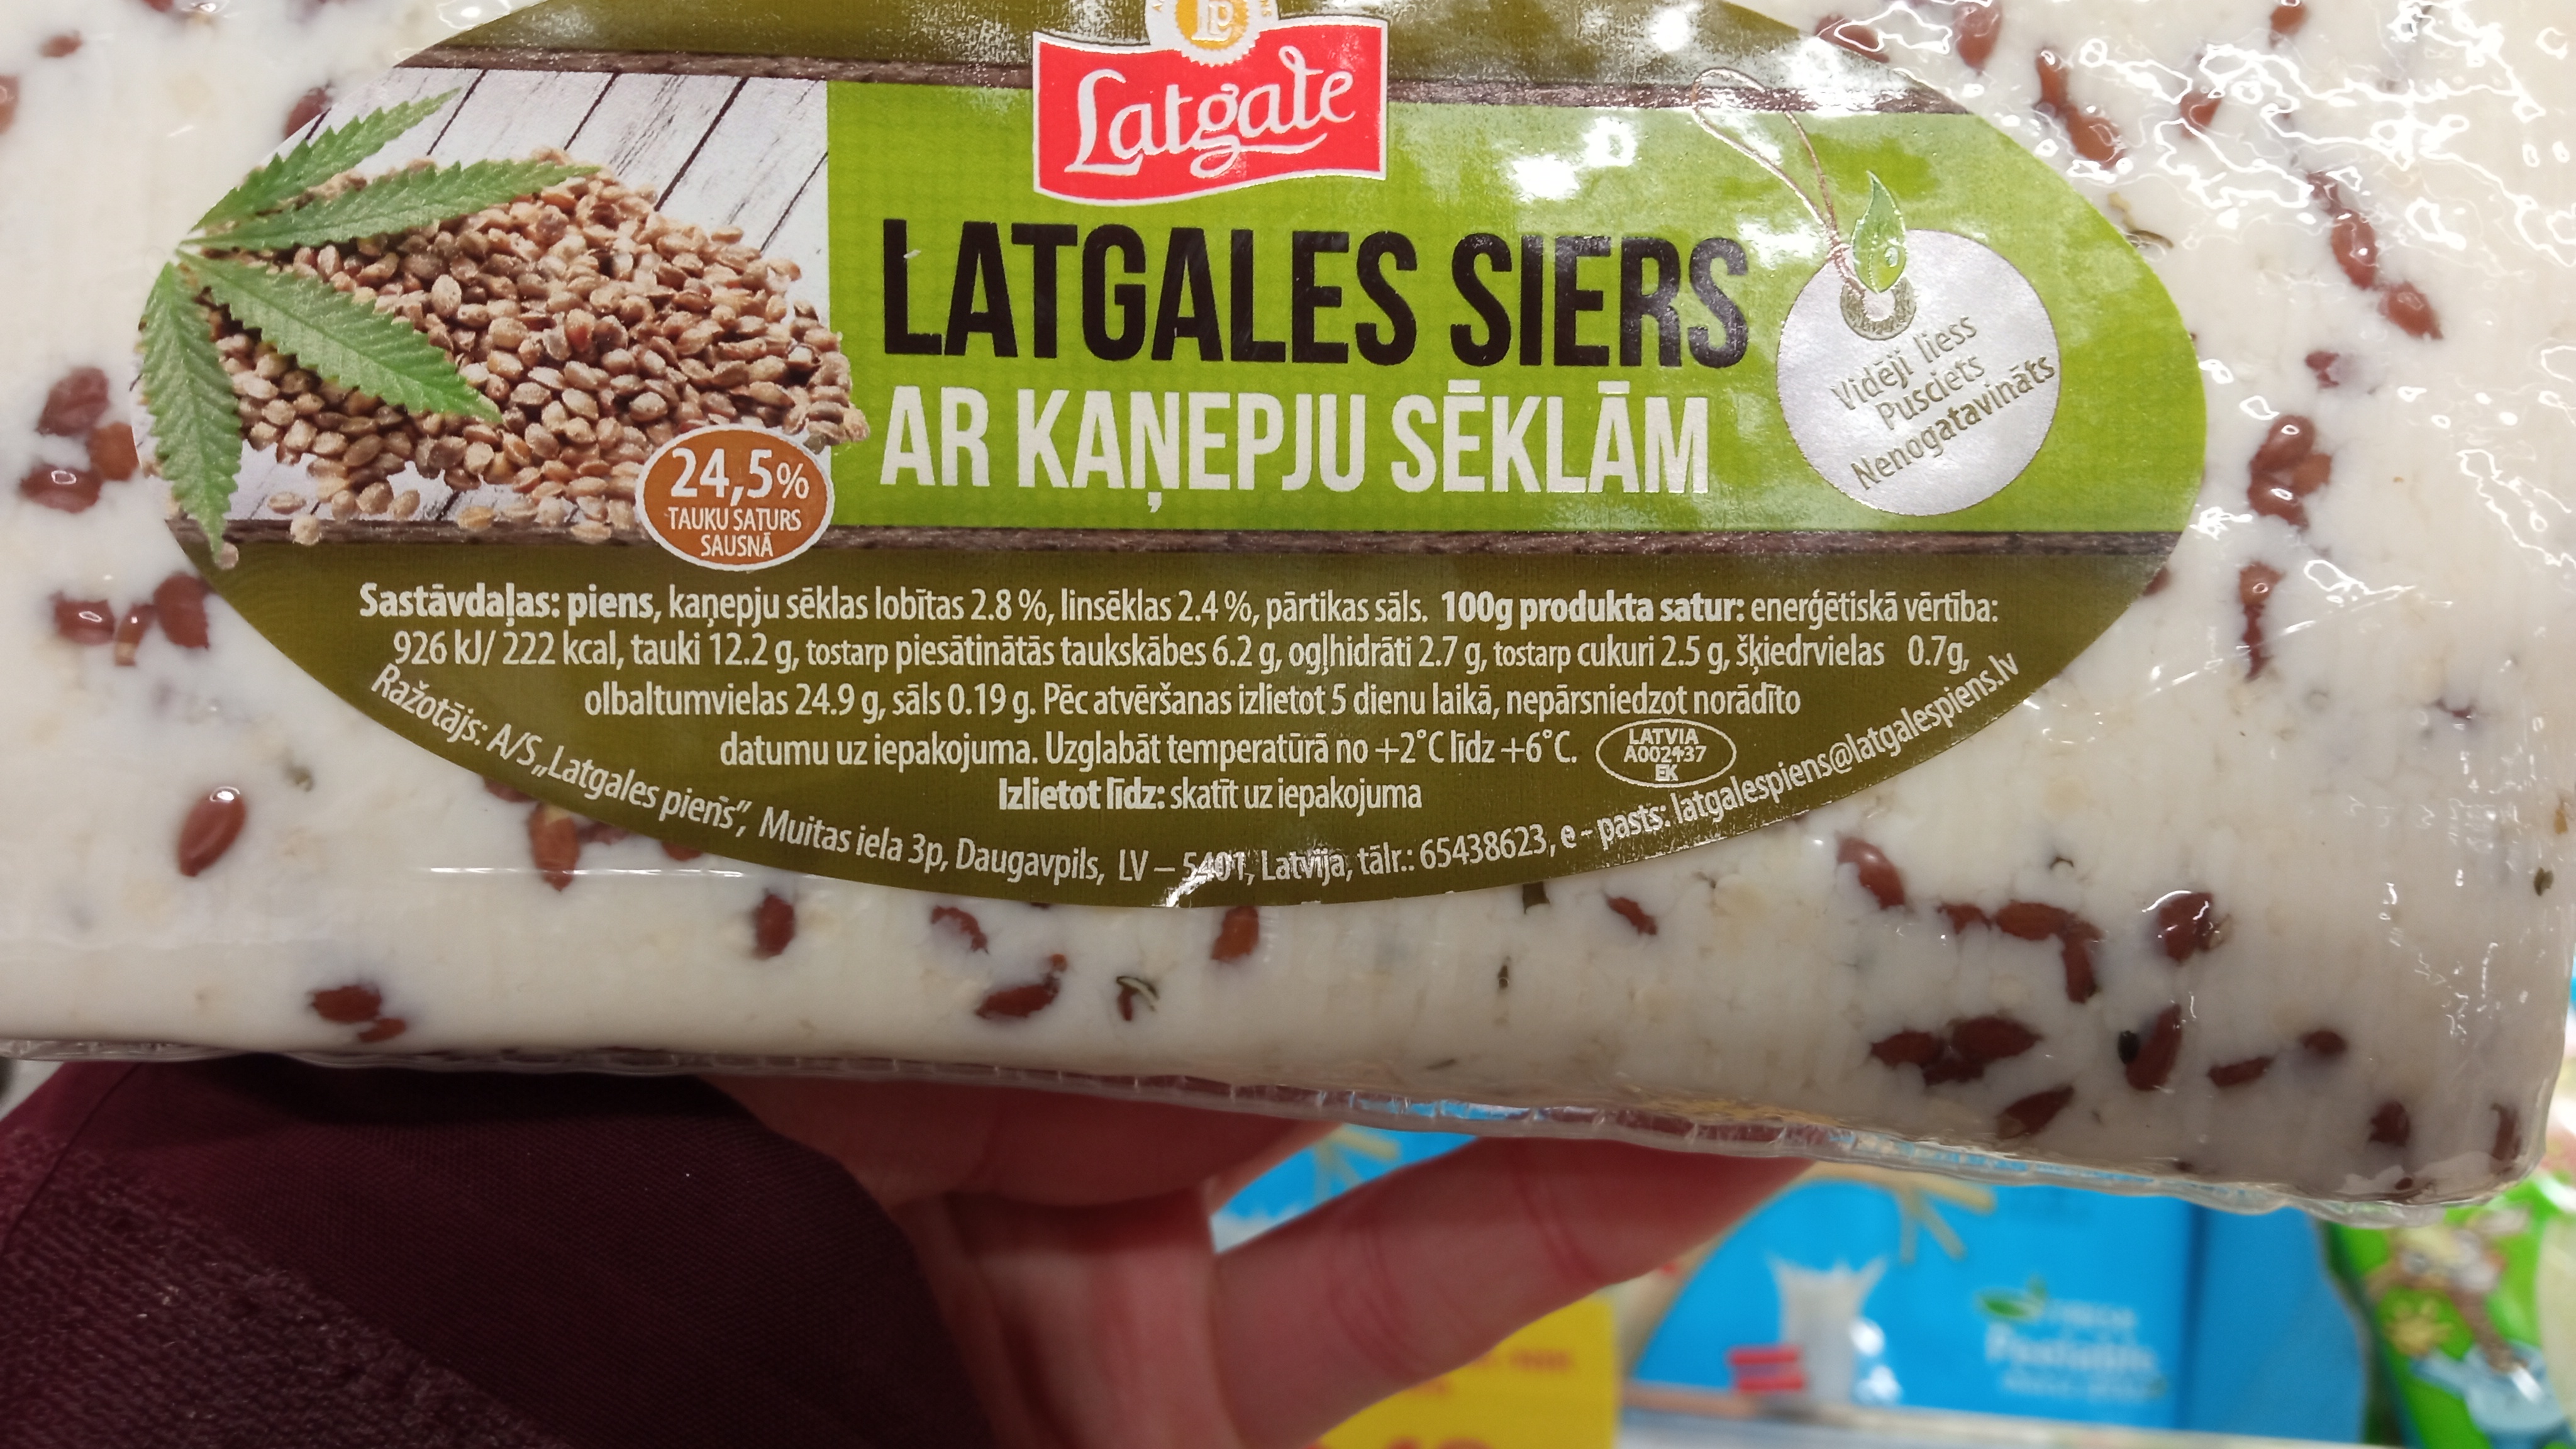 Latgale
LATGALES SIERS
AR KAŅEPJU SĒKLĀM
Vidēji liess
Pusciets
Nenogatavināts
24,5%
TAUKU SATURS
SAUSNĀ
Sastāvdaļas: piens, kaņepju sēklas lobītas 2.8 %, linsēklas 2.4 %, pārtikas sāls. 100g produkta satur: enerģētiskā vērtība:
926 kJ/ 222 kcal, tauki 12.2 g, tostarp piesātinātās taukskābes 6.2 g, ogļhidrāti 2.7 g, tostarp cukuri 2.5 g, šķiedrvielas 0.7g,
olbaltumvielas 24.9 g, sāls 0.19 g. Pēc atvēršanas izlietot 5 dienu laikā, nepārsniedzot norādīto
datumu uz iepakojuma. Uzglabāt temperatūrā no +2°C līdz +6°C.
LATVIA
A002437
EK
Izlietot līdz: skatīt uz iepakojuma
Ražotājs: A/S „Latgales piens”, Muitas iela 3p, Daugavpils, LV – 5401, Latvija, tālr.: 65438623, e - pasts: latgalespiens@latgalespiens.lv